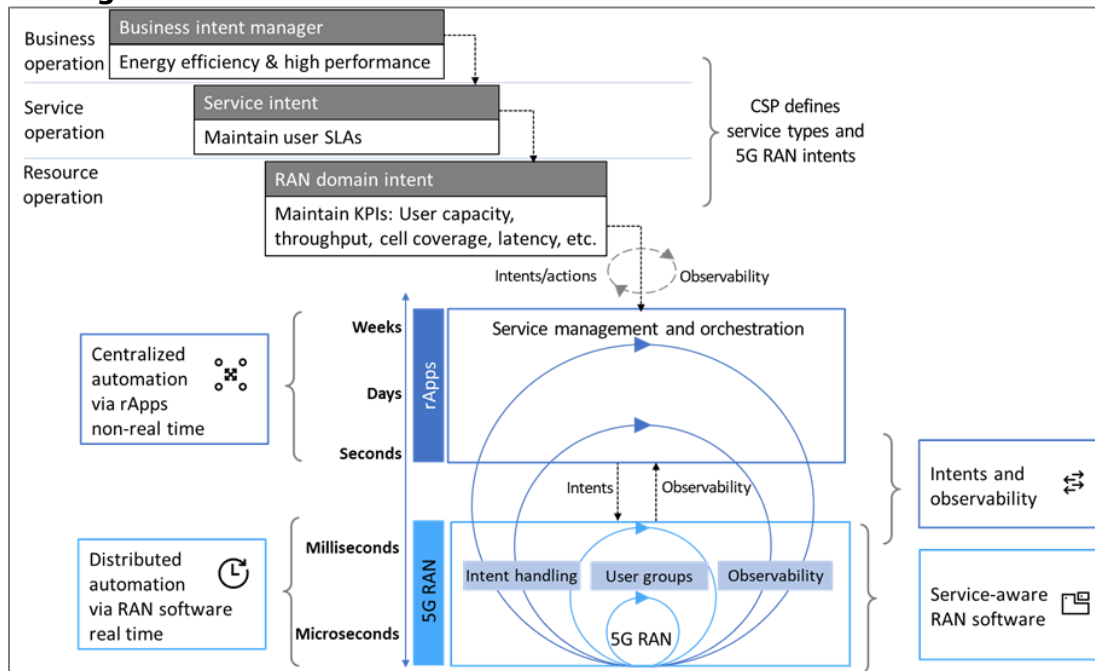 Business
operation
Business intent manager
Energy efficiency & high performance
Service
operation
Service intent
Maintain user SLAs
Resource
operation
RAN domain intent
Maintain KPIs: User capacity,
throughput, cell coverage, latency, etc.
CSP defines
service types and
5G RAN intents
Intents/actions
Observability
Centralized
automation
via rApps
non-real time
Weeks
Days
Seconds
rApps
Service management and orchestration
Intents
Observability
Intents and
observability
Distributed
automation
via RAN software
real time
Milliseconds
Microseconds
5G RAN
Intent handling
User groups
Observability
5G RAN
Service-aware
RAN software